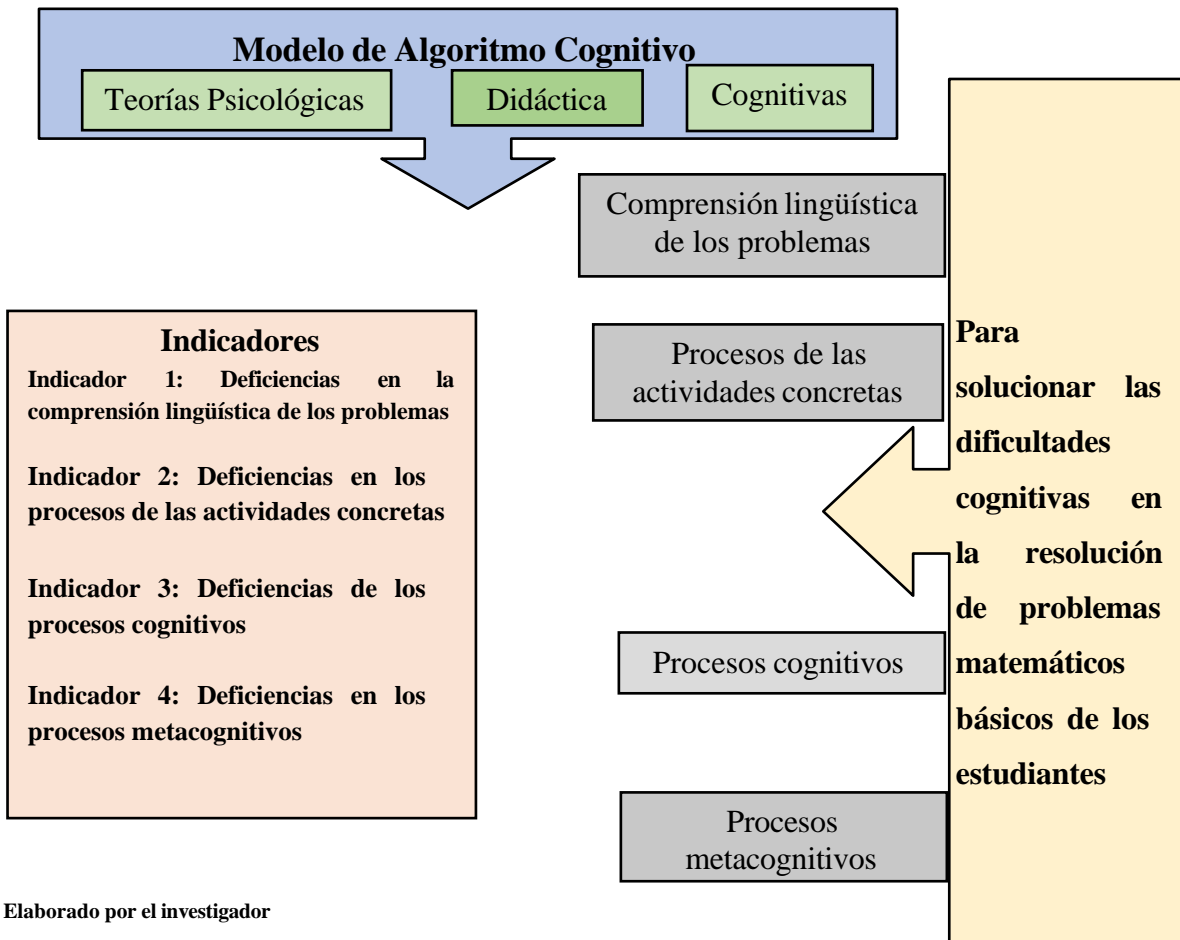 Modelo de Algoritmo Cognitivo
Teorías Psicológicas
Didáctica
Cognitivas
Comprensión lingüística
de los problemas
Procesos de las
actividades concretas
Procesos cognitivos
Procesos
metacognitivos
Para
solucionar las
dificultades
cognitivas en
la resolución
de problemas
matemáticos
básicos de los
estudiantes
Indicadores
Indicador 1: Deficiencias en la
comprensión lingüística de los problemas
Indicador 2: Deficiencias en los
procesos de las actividades concretas
Indicador 3: Deficiencias de los
procesos cognitivos
Indicador 4: Deficiencias en los
procesos metacognitivos
Elaborado por el investigador